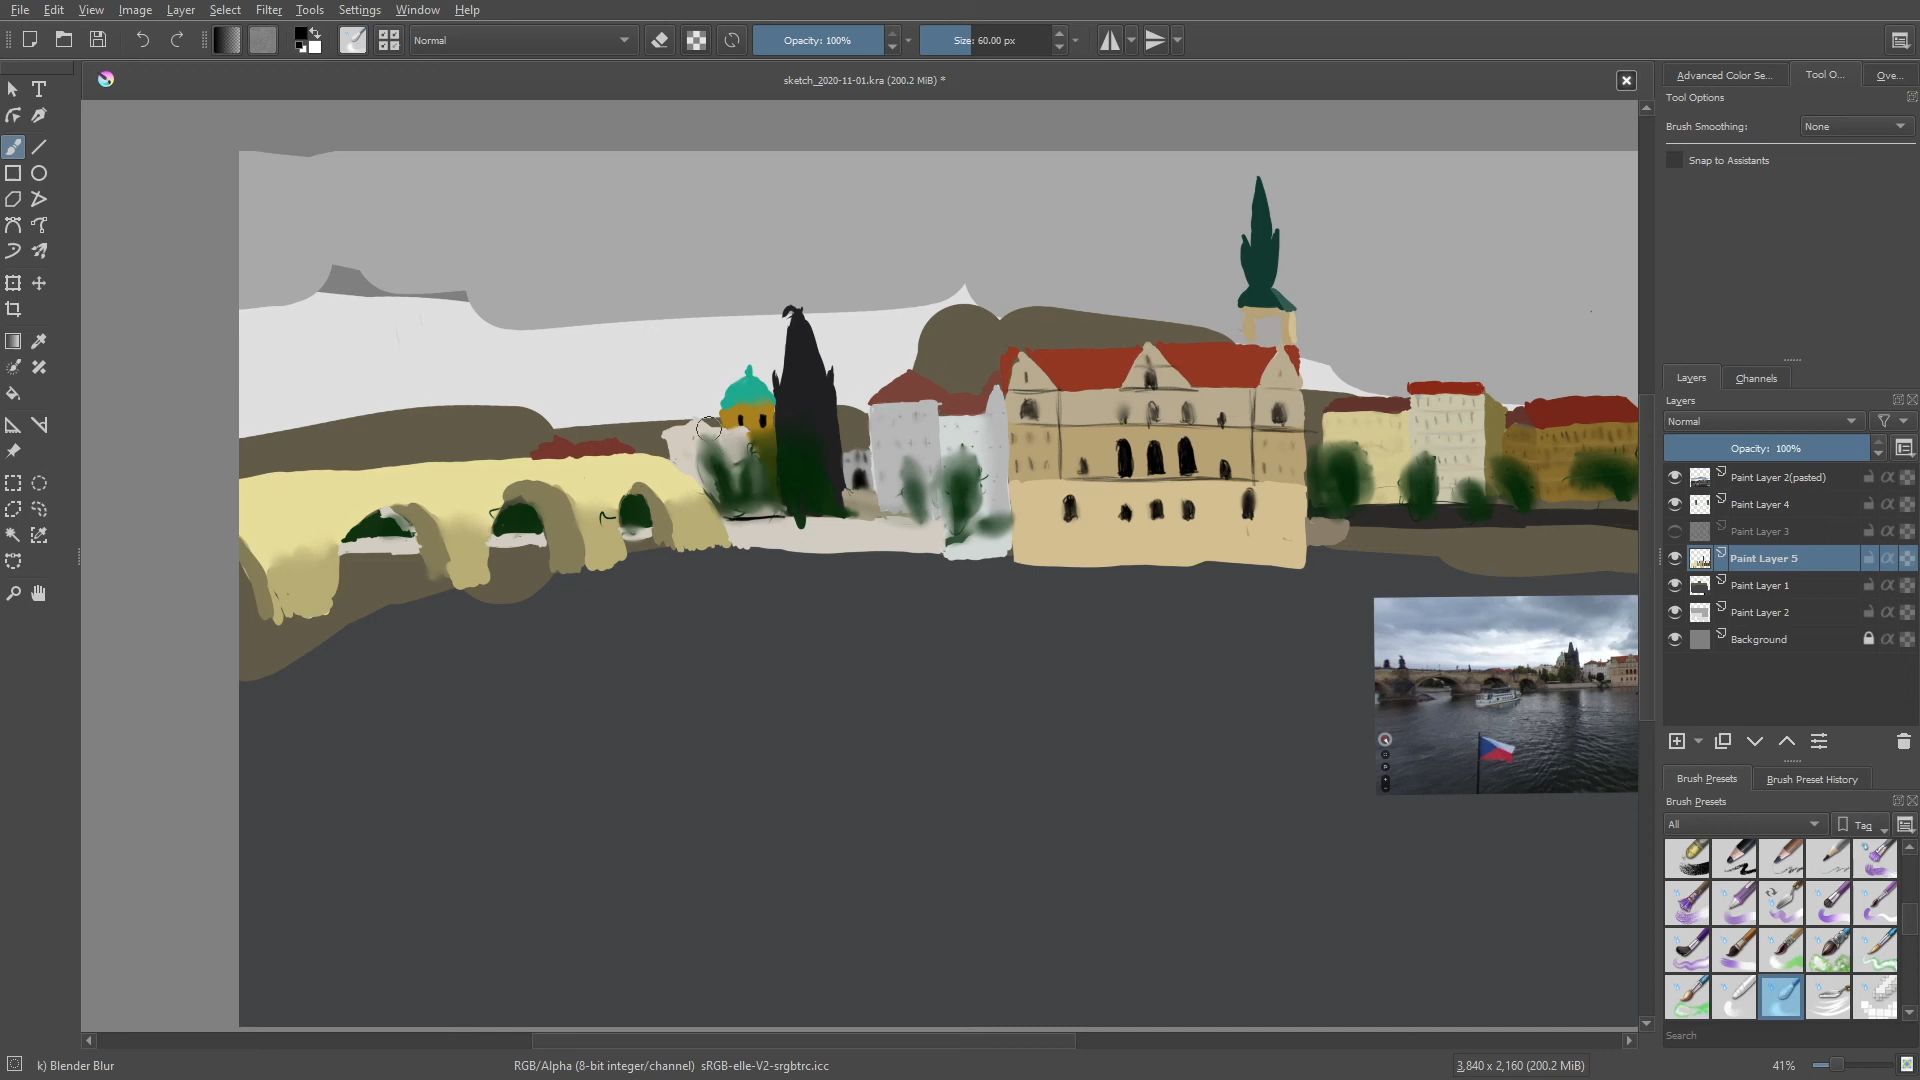 File Edit View Image Layer Select Filter Tools Settings Window Help
Normal
Opacity: 100%
Size: 60.00 px
sketch_2020-11-01.kra (200.2 MiB) *
Advanced Color Se...
Tool O...
Ove...
Tool Options
Brush Smoothing:
None
Snap to Assistants
Layers
Channels
Layers
Normal
Opacity: 100%
Paint Layer 2(pasted)
Paint Layer 4
Paint Layer 3
Paint Layer 5
Paint Layer 1
Paint Layer 2
Background
Brush Presets
Brush Preset History
Brush Presets
All
Tag
Search
k) Blender Blur
RGB/Alpha (8-bit integer/channel) sRGB-elle-V2-srgbtrc.icc
3,840 x 2,160 (200.2 MiB)
41%